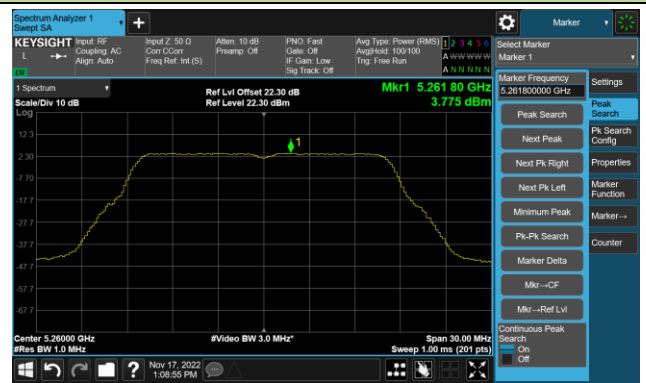 Spectrum Analyzer 1
Swept SA
Marker
KEYSIGHT
L
LW
Input: RF
Coupling: AC
Align: Auto
Input Z: 50 Ω
Corr CCorr
Freq Ref: Int (S)
Atten: 10 dB
Preamp: Off
PNO: Fast
Gate: Off
IF Gain: Low
Sig Track: Off
Avg Type: Power (RMS)
Avg|Hold: 100/100
Trig: Free Run
1 2 3 4 5 6
A W W W W W
A N N N N N
Select Marker
Marker 1
1 Spectrum
Scale/Div 10 dB
Log
Ref Lvl Offset 22.30 dB
Ref Level 22.30 dBm
Mkr1 5.261 80 GHz
3.775 dBm
12.3
2.30
-7.70
-17.7
-27.7
-37.7
-47.7
-57.7
-67.7
1
Center 5.26000 GHz
#Res BW 1.0 MHz
#Video BW 3.0 MHz*
Span 30.00 MHz
Sweep 1.00 ms (201 pts)
Marker Frequency
5.261800000 GHz
Peak Search
Next Peak
Next Pk Right
Next Pk Left
Minimum Peak
Pk-Pk Search
Marker Delta
Mkr→CF
Mkr→Ref Lvl
Continuous Peak
Search
On
Off
Settings
Peak
Search
Pk Search
Config
Properties
Marker
Function
Marker→
Counter
?
Nov 17, 2022
1:08:55 PM